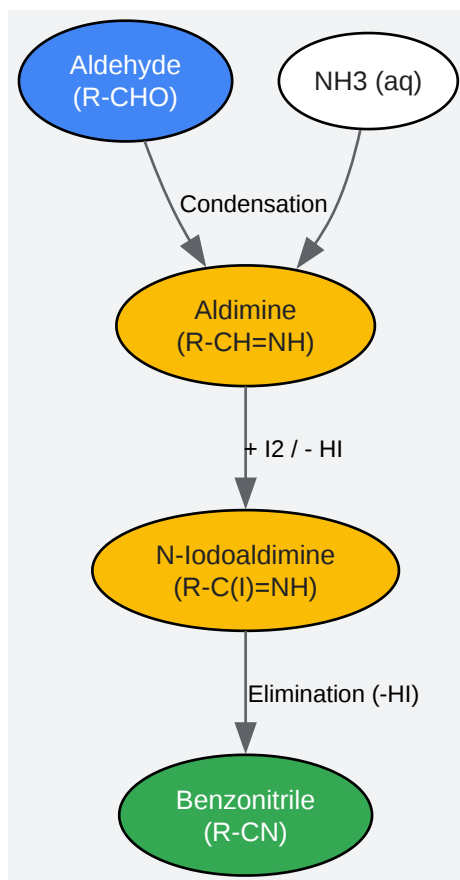 Aldehyde
(R-CHO)
NH3 (aq)
Condensation
Aldimine
(R-CH=NH)
+ I2 / - HI
N-Iodoaldimine
(R-C(I)=NH)
Elimination (-HI)
Benzonitrile
(R-CN)